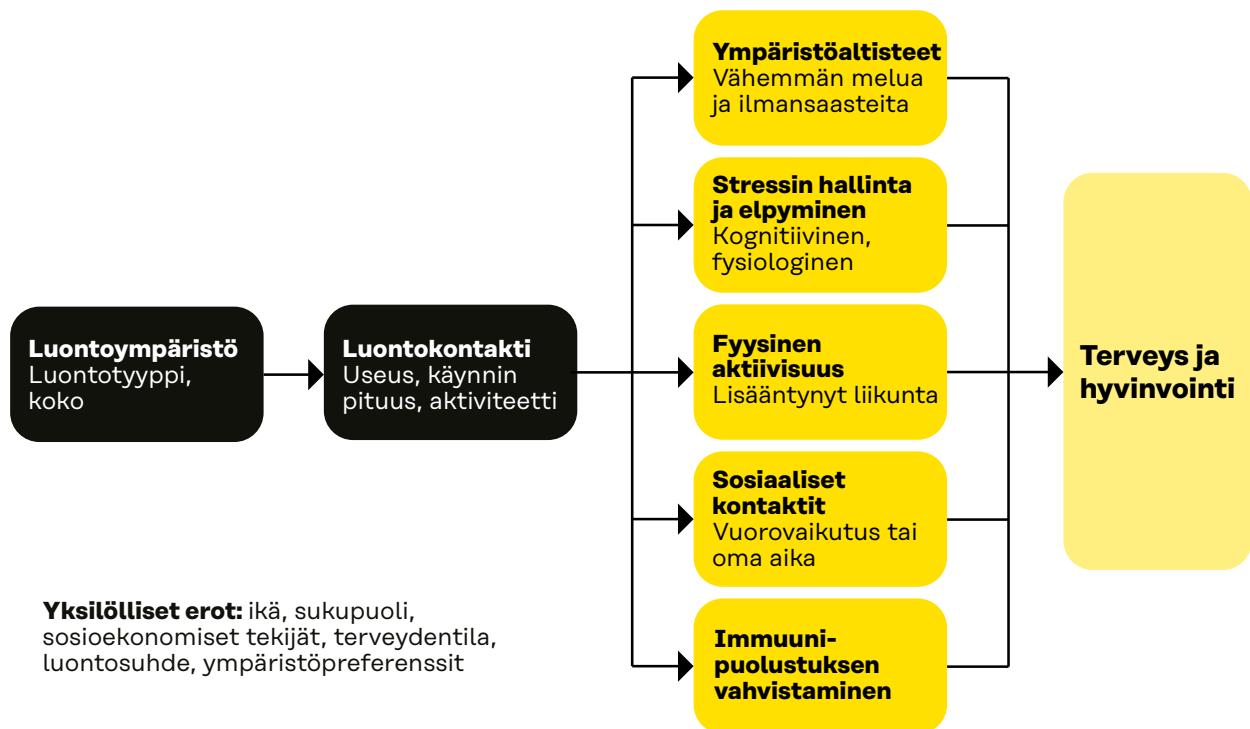 Luontoympäristö
Luontotyyppi,
koko
Luontokontakti
Useus, käynnin
pituus, aktiviteetti
Ympäristöaltisteet
Vähemmän melua
ja ilmansaasteita
Stressin hallinta
ja elpyminen
Kognitiivinen,
fysiologinen
Fyysinen
aktiivisuus
Lisääntynyt liikunta
Sosiaaliset
kontaktit
Vuorovaikutus tai
oma aika
Immuuni-
puolustuksen
vahvistaminen
Terveys ja
hyvinvointi
Yksilölliset erot: ikä, sukupuoli,
sosioekonomiset tekijät, terveydentila,
luontosuhde, ympäristöpreferenssit